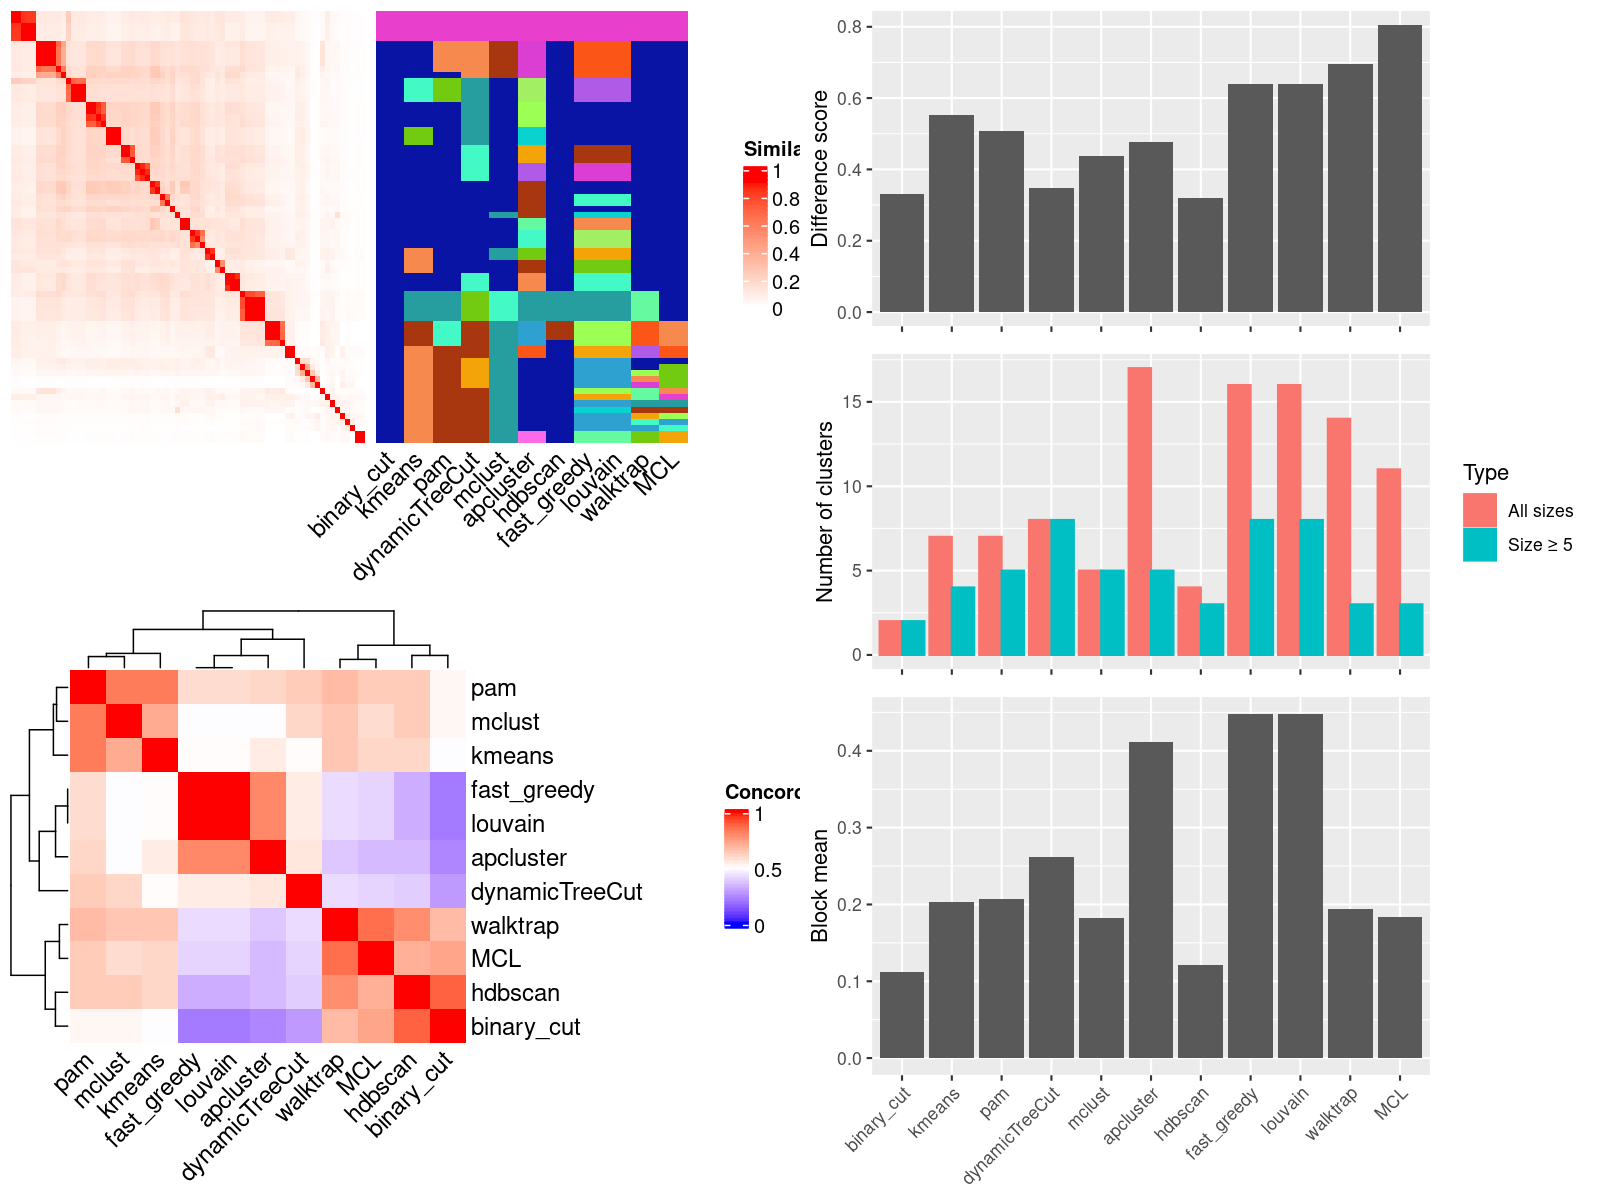 Simila
1
0.8
0.6
0.4
0.2
0
binary_cut
kmeans
pam
dynamicTreeCut
mclust
apcluster
hdbscan
fast_greedy
louvain
walktrap
MCL
pam
mclust
kmeans
fast_greedy
louvain
apcluster
dynamicTreeCut
walktrap
MCL
hdbscan
binary_cut
pam
mclust
kmeans
fast_greedy
louvain
apcluster
dynamicTreeCut
walktrap
MCL
hdbscan
binary_cut
Concord
1
0.5
0
Difference score
0.8
0.6
0.4
0.2
0.0
Number of clusters
15
10
5
0
Type
All sizes
Size ≥ 5
Block mean
0.4
0.3
0.2
0.1
0.0
binary_cut
kmeans
pam
dynamicTreeCut
mclust
apcluster
hdbscan
fast_greedy
louvain
walktrap
MCL